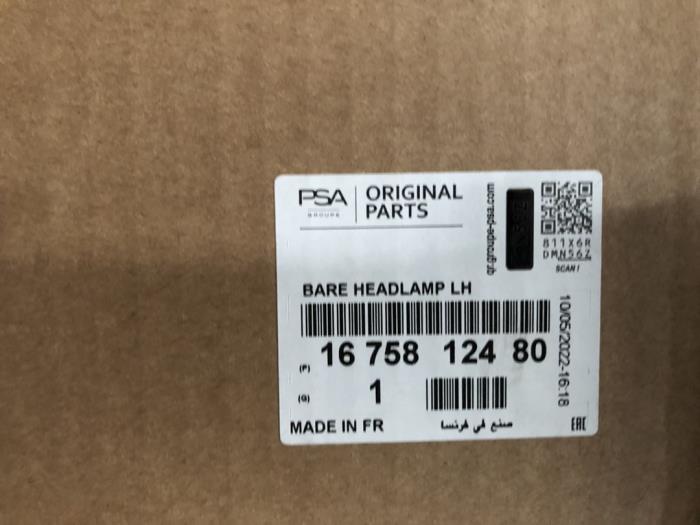 PSA
GROUPE
ORIGINAL
PARTS
qr.groupe-psa.com
811X6R
DMN56Z
SCAN!
BARE HEADLAMP LH
(P) 16 758 124 80
(Q) 1
10/05/2022-16:18
MADE IN FR
صنع في فرنسا
EAC